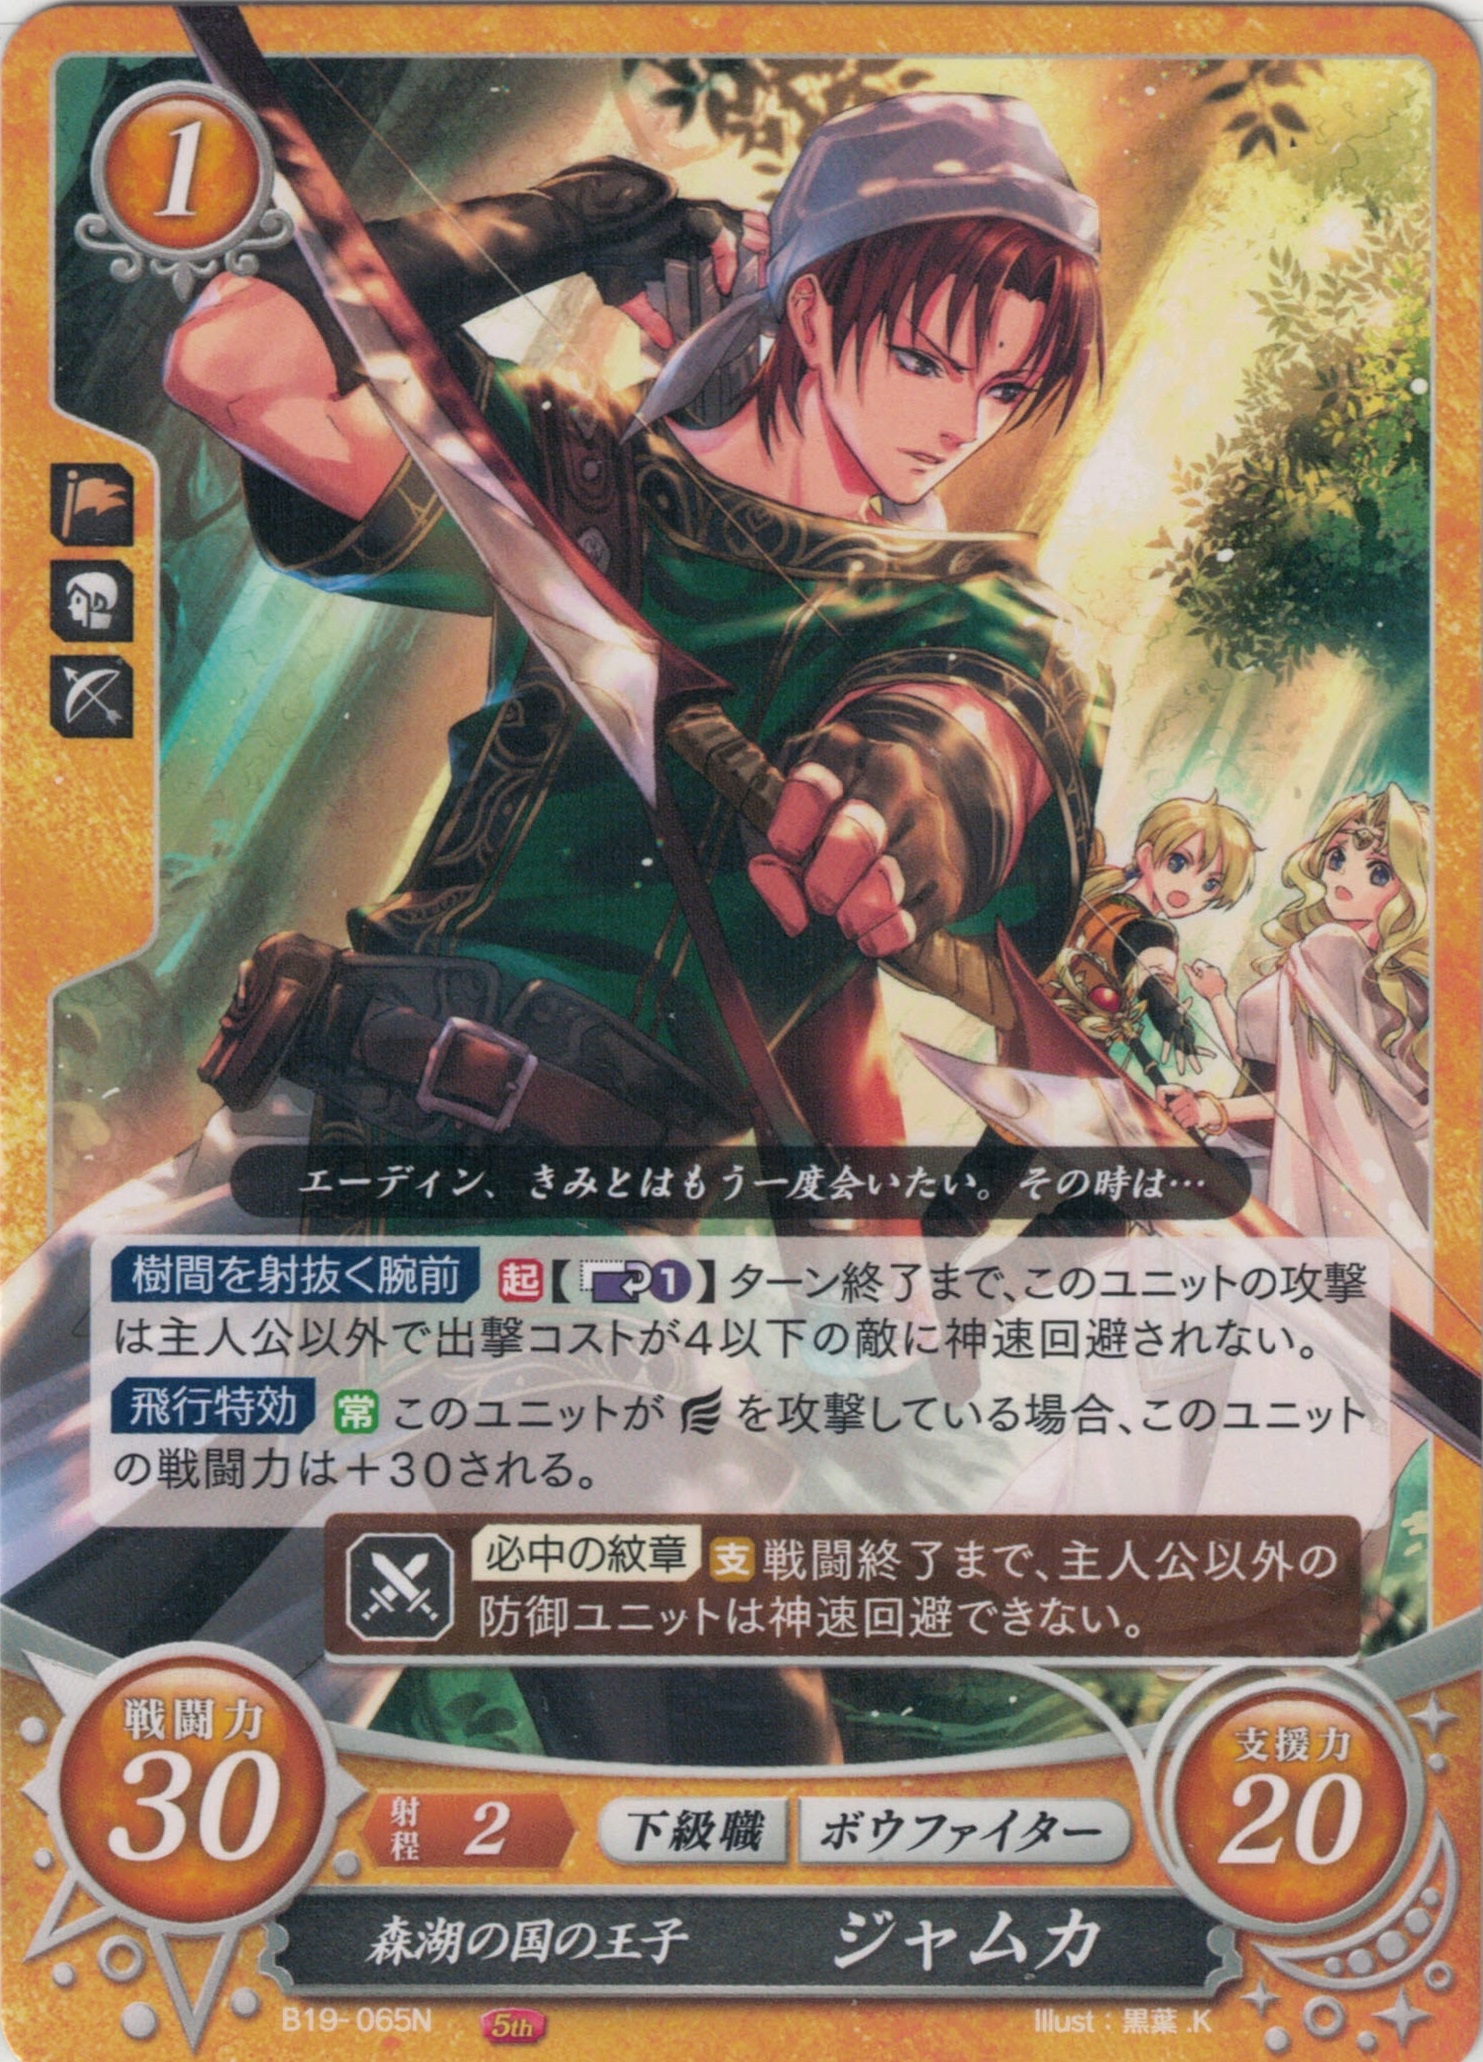 1
エーディン、きみとはもう一度会いたい。その時は…
樹間を射抜く腕前 起【 1】ターン終了まで、このユニットの攻撃
は主人公以外で出撃コストが4以下の敵に神速回避されない。
飛行特効 常 このユニットが を攻撃している場合、このユニット
の戦闘力は＋30される。
必中の紋章 支 戦闘終了まで、主人公以外の
防御ユニットは神速回避できない。
戦闘力
30
射程 2
下級職 ボウファイター
支援力
20
森湖の国の王子 ジャムカ
B19-065N 5th Illust：黒葉.K